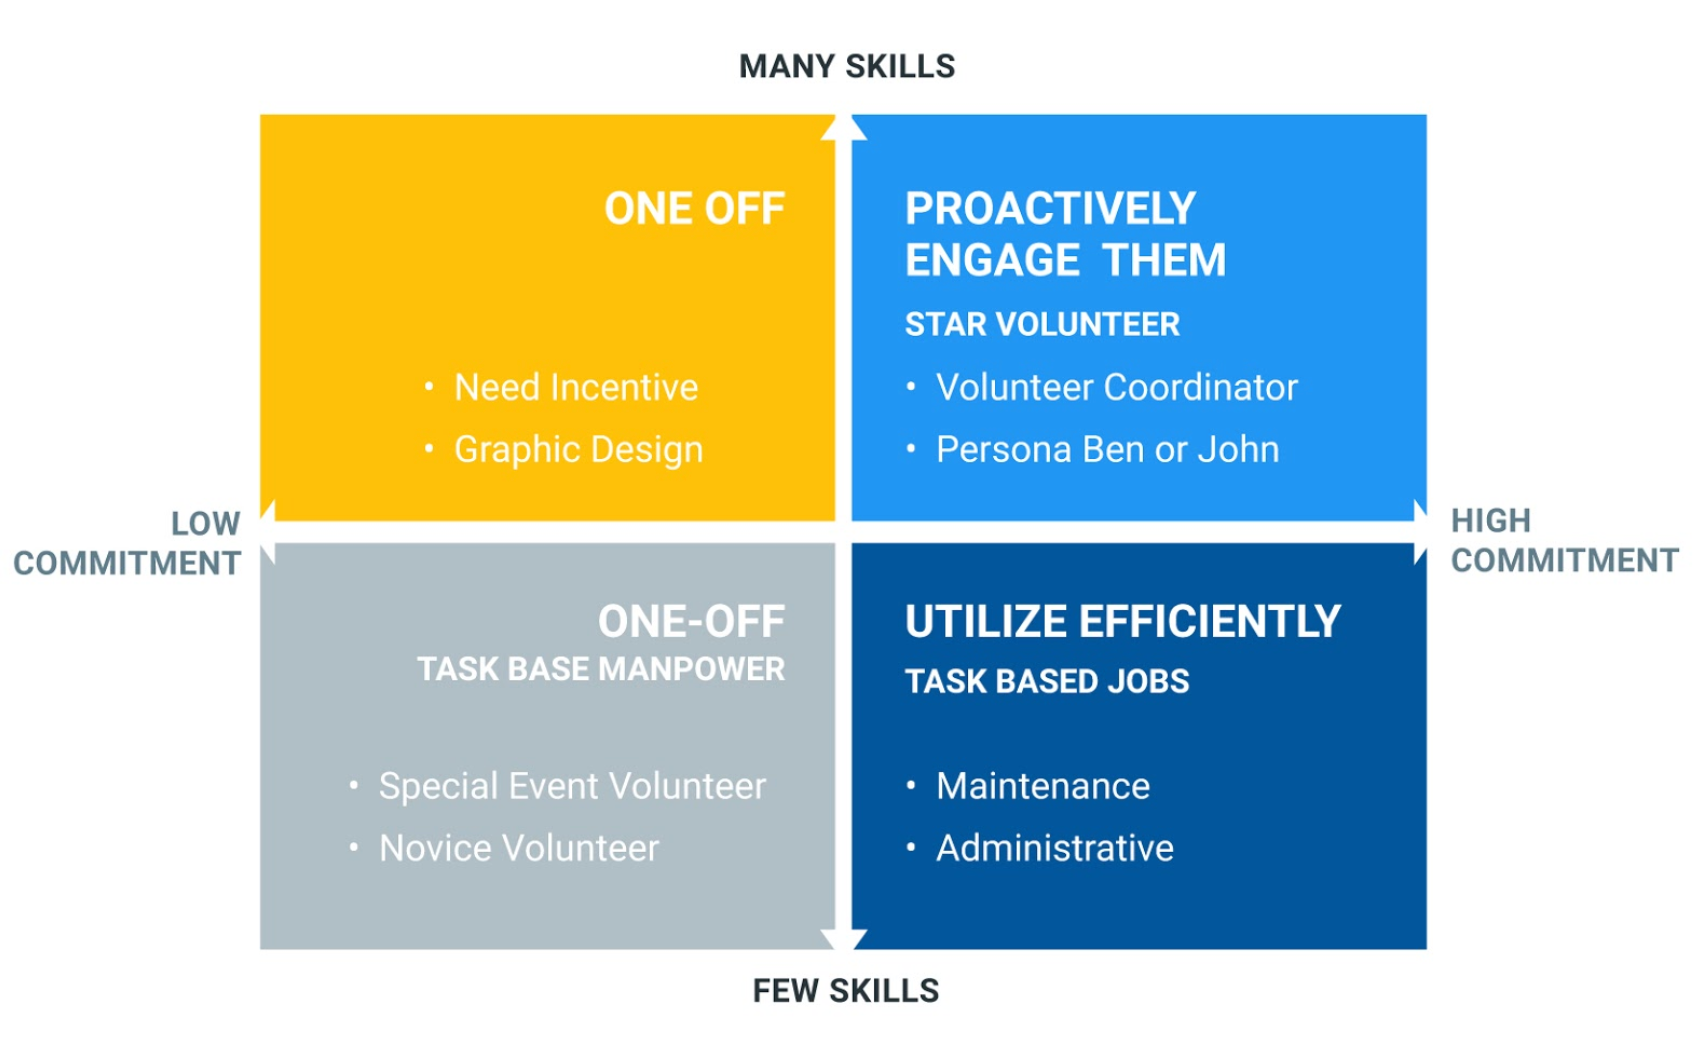 MANY SKILLS
ONE OFF
• Need Incentive
• Graphic Design
PROACTIVELY
ENGAGE THEM
STAR VOLUNTEER
• Volunteer Coordinator
• Persona Ben or John
LOW
COMMITMENT
HIGH
COMMITMENT
ONE-OFF
TASK BASE MANPOWER
• Special Event Volunteer
• Novice Volunteer
UTILIZE EFFICIENTLY
TASK BASED JOBS
• Maintenance
• Administrative
FEW SKILLS